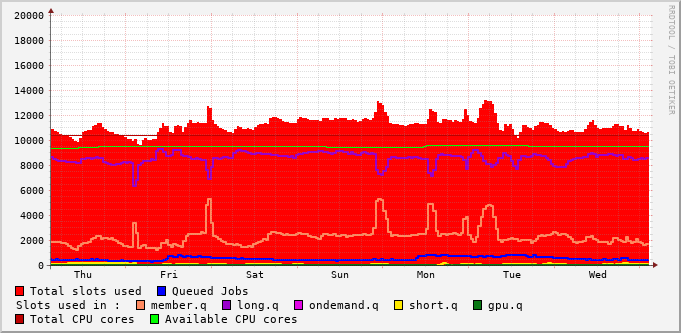 20000
18000
16000
14000
12000
10000
8000
6000
4000
2000
0
Thu Fri Sat Sun Mon Tue Wed
RRDTOOL / TOBI OETIKER
Total slots used Queued Jobs
Slots used in : member.q long.q ondemand.q short.q gpu.q
Total CPU cores Available CPU cores